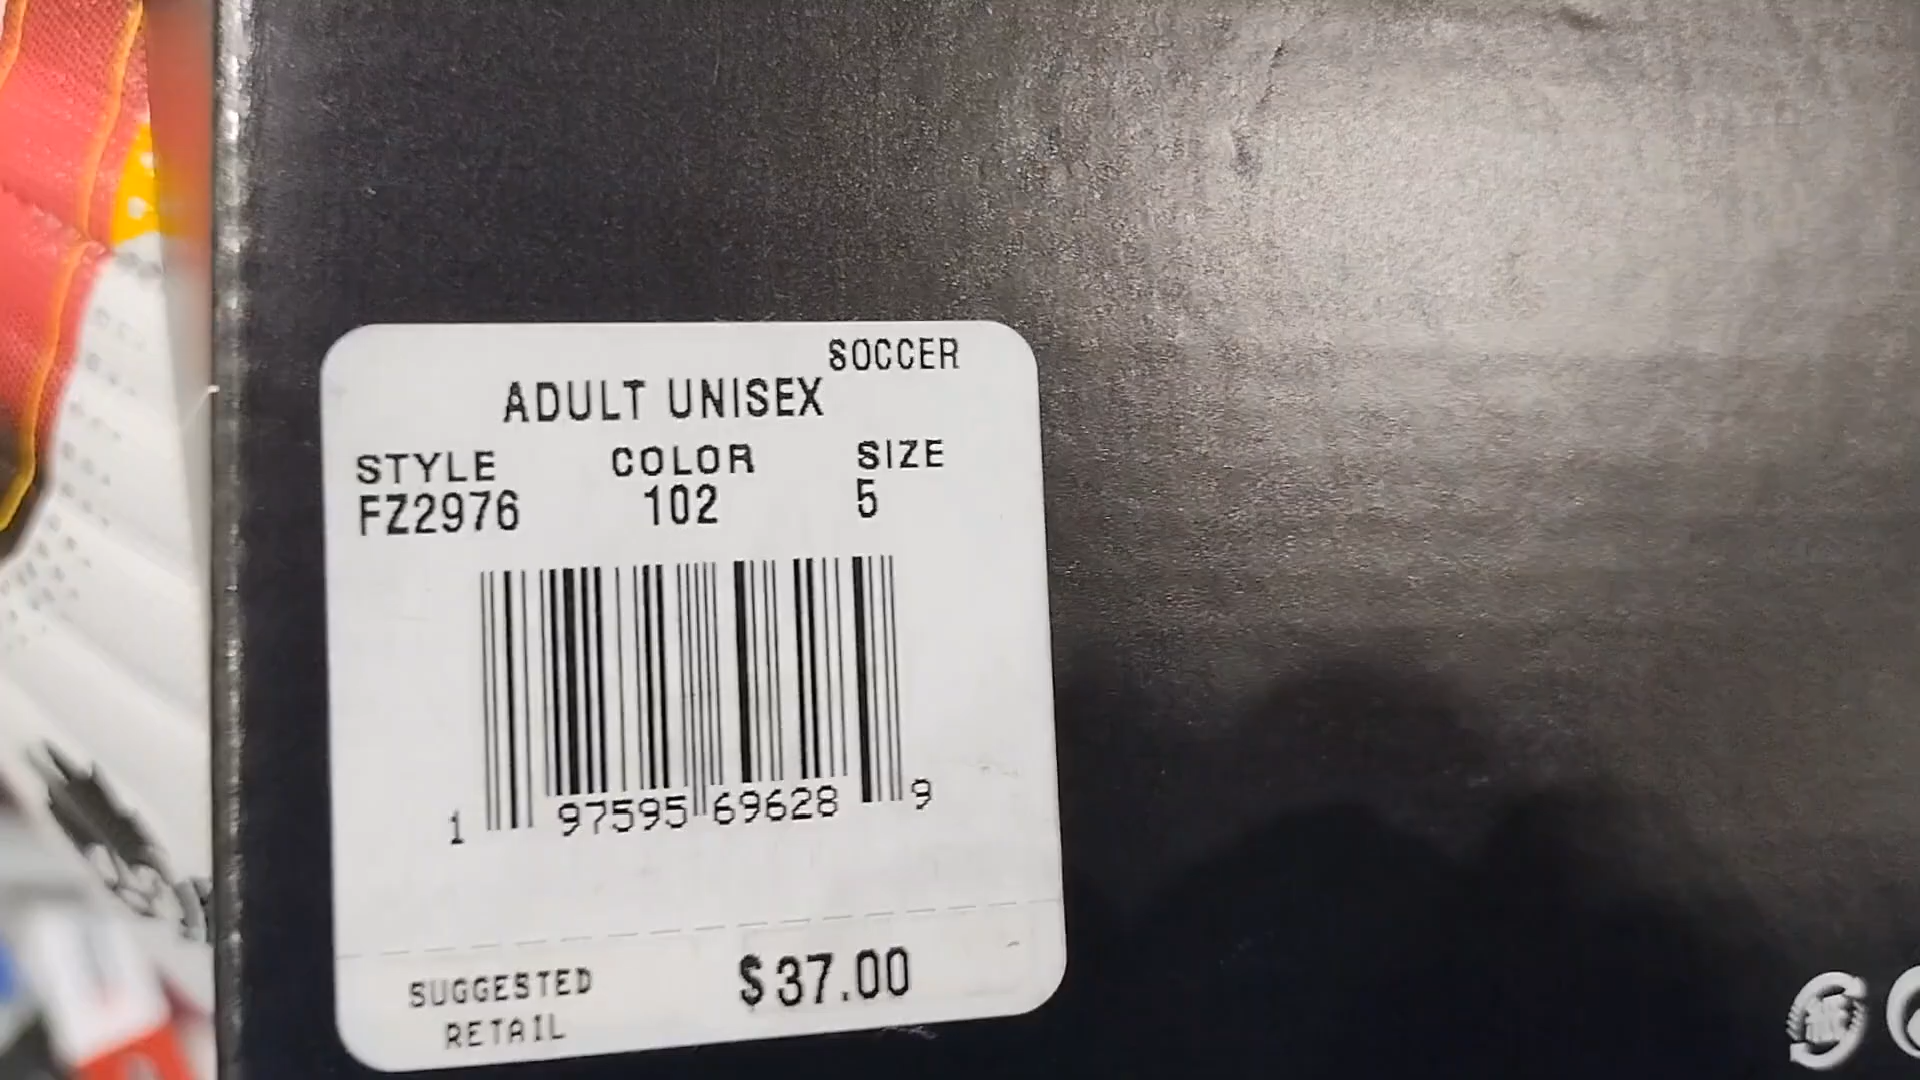 SOCCER
ADULT UNISEX
STYLE COLOR SIZE
FZ2976 102 5
1 97595 69628 9
SUGGESTED RETAIL
$37.00